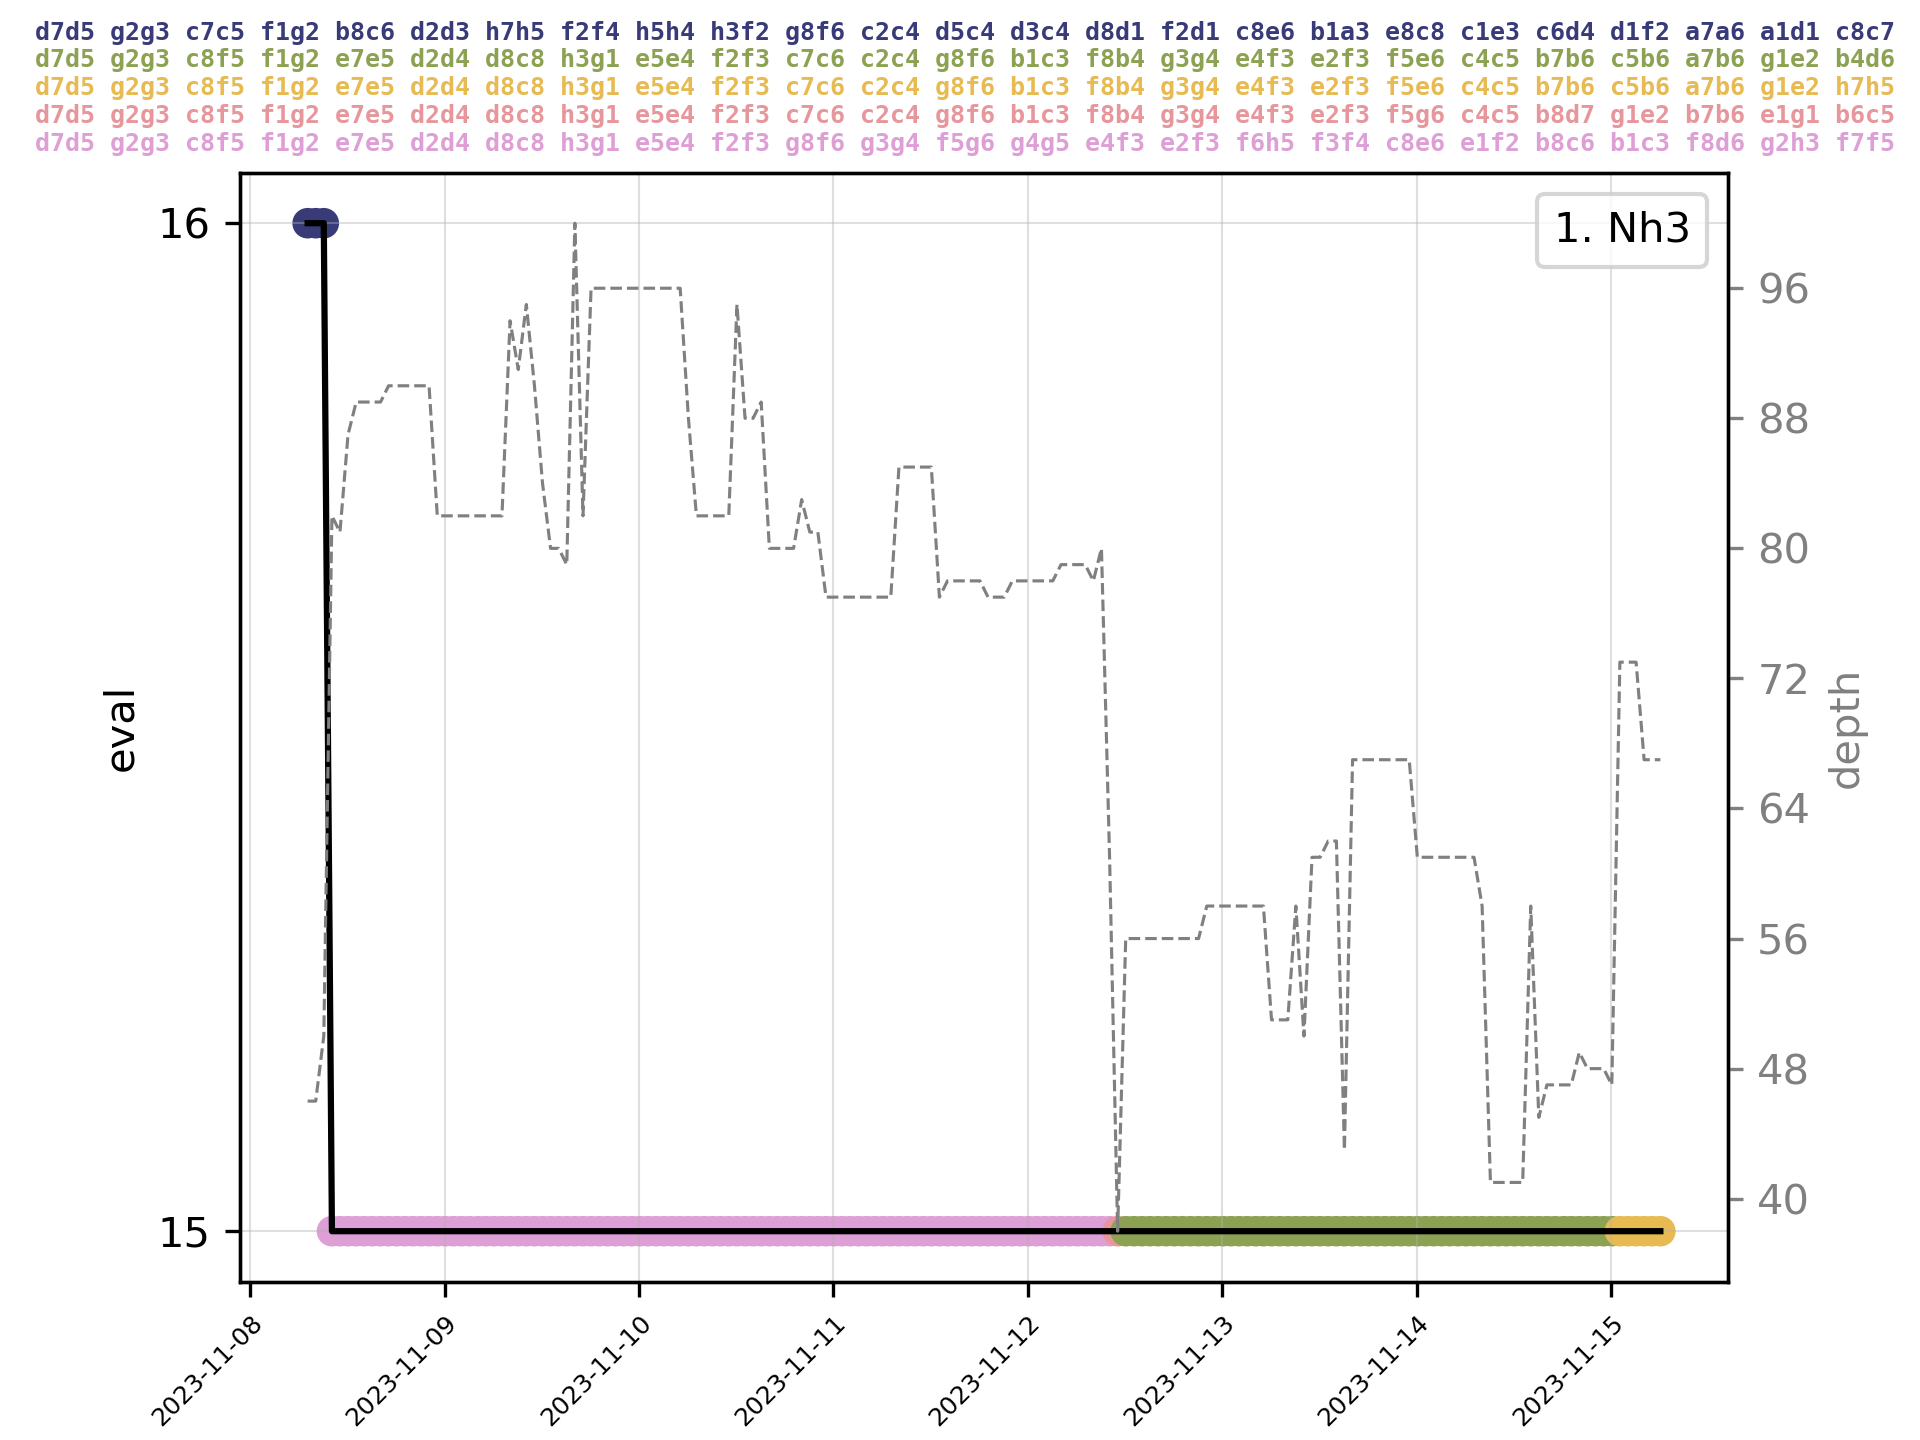 d7d5 g2g3 c7c5 f1g2 b8c6 d2d3 h7h5 f2f4 h5h4 h3f2 g8f6 c2c4 d5c4 d3c4 d8d1 f2d1 c8e6 b1a3 e8c8 c1e3 c6d4 d1f2 a7a6 a1d1 c8c7
d7d5 g2g3 c8f5 f1g2 e7e5 d2d4 d8c8 h3g1 e5e4 f2f3 c7c6 c2c4 g8f6 b1c3 f8b4 g3g4 e4f3 e2f3 f5e6 c4c5 b7b6 c5b6 a7b6 g1e2 b4d6
d7d5 g2g3 c8f5 f1g2 e7e5 d2d4 d8c8 h3g1 e5e4 f2f3 c7c6 c2c4 g8f6 b1c3 f8b4 g3g4 e4f3 e2f3 f5e6 c4c5 b7b6 c5b6 a7b6 g1e2 h7h5
d7d5 g2g3 c8f5 f1g2 e7e5 d2d4 d8c8 h3g1 e5e4 f2f3 c7c6 c2c4 g8f6 b1c3 f8b4 g3g4 e4f3 e2f3 f5g6 c4c5 b8d7 g1e2 b7b6 e1g1 b6c5
d7d5 g2g3 c8f5 f1g2 e7e5 d2d4 d8c8 h3g1 e5e4 f2f3 g8f6 g3g4 f5g6 g4g5 e4f3 e2f3 f6h5 f3f4 c8e6 e1f2 b8c6 b1c3 f8d6 g2h3 f7f5
1. Nh3
16
15
eval
96
88
80
72
64
56
48
40
depth
2023-11-08
2023-11-09
2023-11-10
2023-11-11
2023-11-12
2023-11-13
2023-11-14
2023-11-15